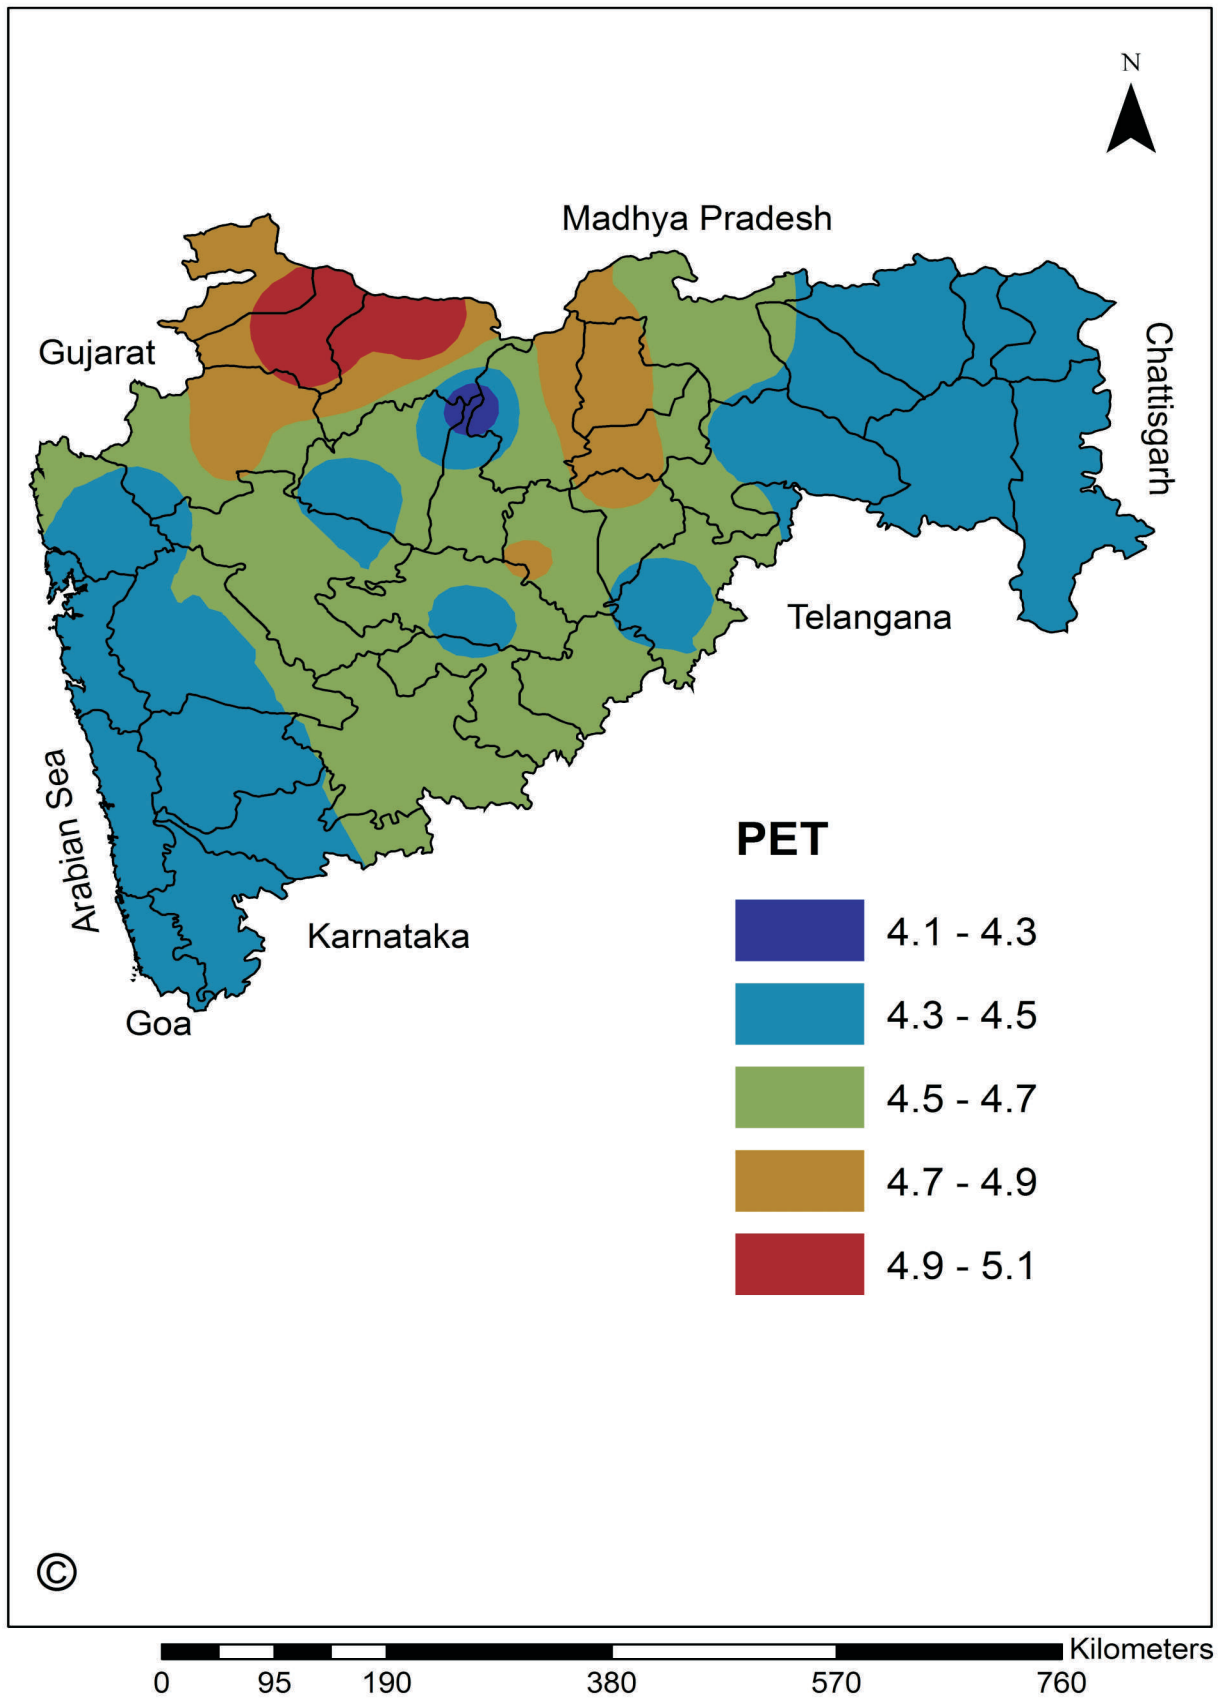 N
Madhya Pradesh
Gujarat
Chattisgarh
Telangana
Arabian Sea
Karnataka
Goa
PET
4.1 - 4.3
4.3 - 4.5
4.5 - 4.7
4.7 - 4.9
4.9 - 5.1
©
Kilometers
0 95 190 380 570 760